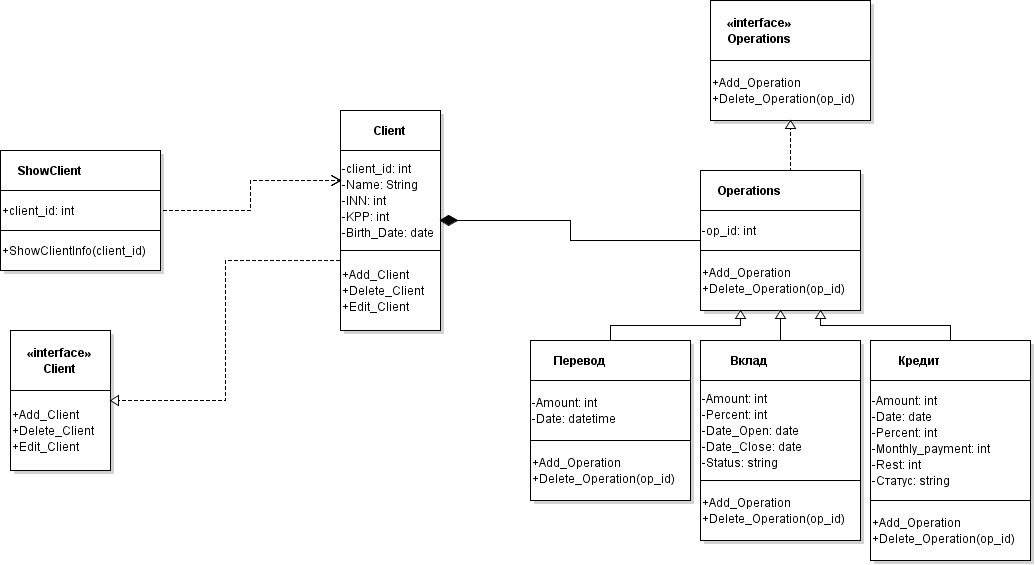 «interface»
Operations
+Add_Operation
+Delete_Operation(op_id)
Client
-client_id: int
-Name: String
-INN: int
-KPP: int
-Birth_Date: date
+Add_Client
+Delete_Client
+Edit_Client
ShowClient
+client_id: int
+ShowClientInfo(client_id)
Operations
-op_id: int
+Add_Operation
+Delete_Operation(op_id)
«interface»
Client
+Add_Client
+Delete_Client
+Edit_Client
Перевод
-Amount: int
-Date: datetime
+Add_Operation
+Delete_Operation(op_id)
Вклад
-Amount: int
-Percent: int
-Date_Open: date
-Date_Close: date
-Status: string
+Add_Operation
+Delete_Operation(op_id)
Кредит
-Amount: int
-Date: date
-Percent: int
-Monthly_payment: int
-Rest: int
-Статус: string
+Add_Operation
+Delete_Operation(op_id)